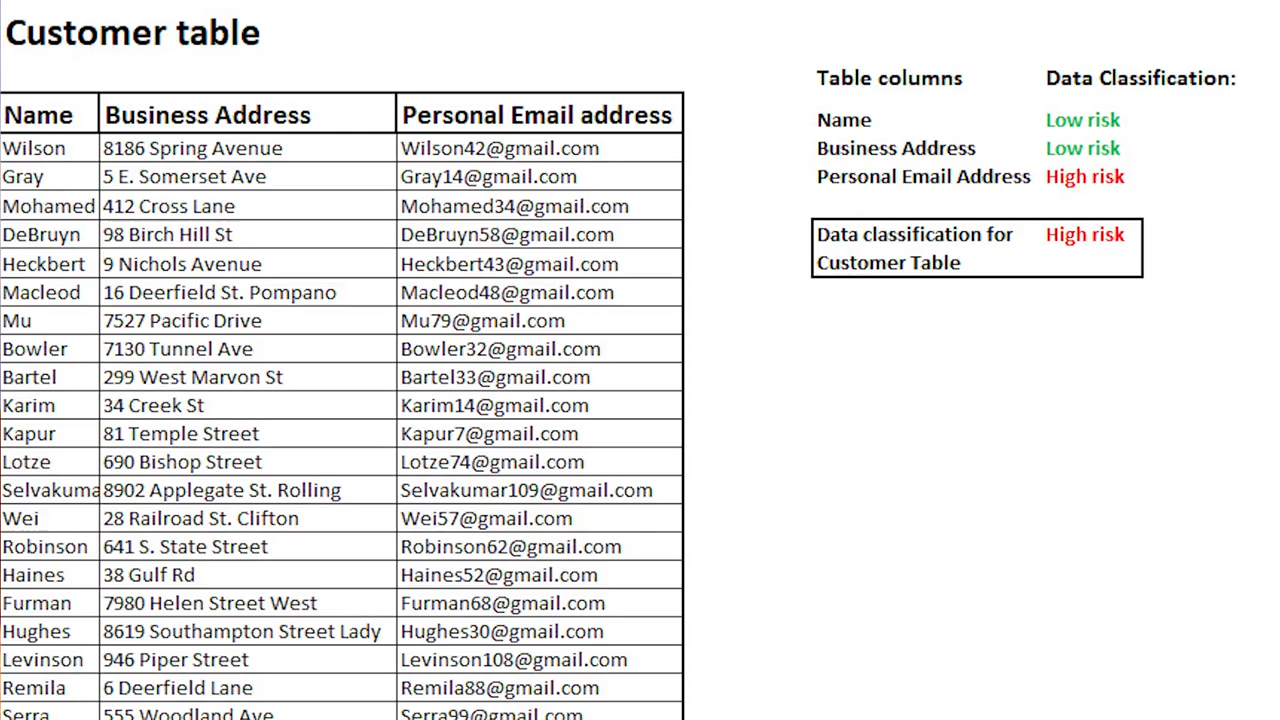 Customer table
Table columns Data Classification:
Name Business Address Personal Email address
Name Low risk
Wilson 8186 Spring Avenue Wilson42@gmail.com
Business Address Low risk
Gray 5 E. Somerset Ave Gray14@gmail.com
Personal Email Address High risk
Mohamed 412 Cross Lane Mohamed34@gmail.com
DeBruyn 98 Birch Hill St DeBruyn58@gmail.com
Data classification for High risk
Heckbert 9 Nichols Avenue Heckbert43@gmail.com
Customer Table
Macleod 16 Deerfield St. Pompano Macleod48@gmail.com
Mu 7527 Pacific Drive Mu79@gmail.com
Bowler 7130 Tunnel Ave Bowler32@gmail.com
Bartel 299 West Marvon St Bartel33@gmail.com
Karim 34 Creek St Karim14@gmail.com
Kapur 81 Temple Street Kapur7@gmail.com
Lotze 690 Bishop Street Lotze74@gmail.com
Selvakuma 8902 Applegate St. Rolling Selvakumar109@gmail.com
Wei 28 Railroad St. Clifton Wei57@gmail.com
Robinson 641 S. State Street Robinson62@gmail.com
Haines 38 Gulf Rd Haines52@gmail.com
Furman 7980 Helen Street West Furman68@gmail.com
Hughes 8619 Southampton Street Lady Hughes30@gmail.com
Levinson 946 Piper Street Levinson108@gmail.com
Remila 6 Deerfield Lane Remila88@gmail.com
Serra 555 Woodland Ave Serra99@gmail.com